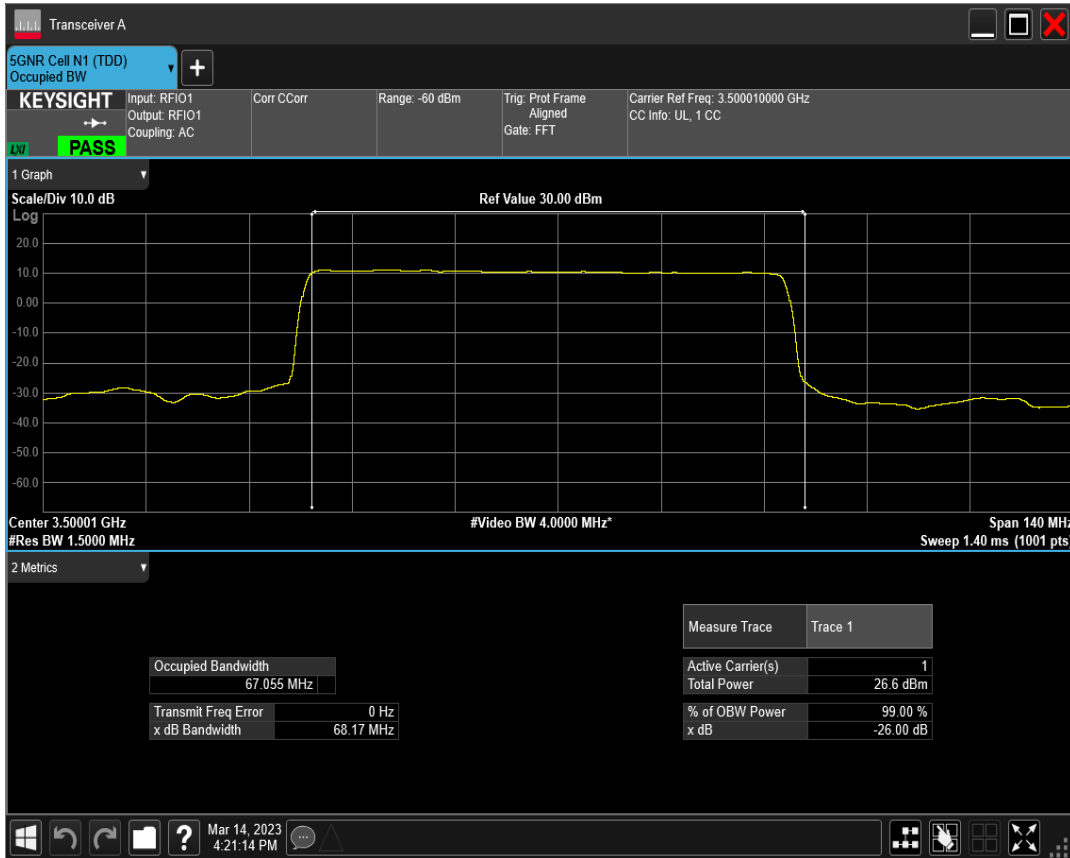 Transceiver A
5GNR Cell N1 (TDD)
Occupied BW
+
KEYSIGHT
LXI
PASS
Input: RFIO1
Output: RFIO1
Coupling: AC
Corr CCorr
Range: -60 dBm
Trig: Prot Frame
Aligned
Gate: FFT
Carrier Ref Freq: 3.500010000 GHz
CC Info: UL, 1 CC
1 Graph
Scale/Div 10.0 dB
Ref Value 30.00 dBm
Log
20.0
10.0
0.00
-10.0
-20.0
-30.0
-40.0
-50.0
-60.0
Center 3.50001 GHz
#Video BW 4.0000 MHz*
Span 140 MHz
#Res BW 1.5000 MHz
Sweep 1.40 ms (1001 pts)
2 Metrics
Measure Trace Trace 1
Occupied Bandwidth
67.055 MHz
Active Carrier(s) 1
Total Power 26.6 dBm
Transmit Freq Error 0 Hz
x dB Bandwidth 68.17 MHz
% of OBW Power 99.00 %
x dB -26.00 dB
?
Mar 14, 2023
4:21:14 PM